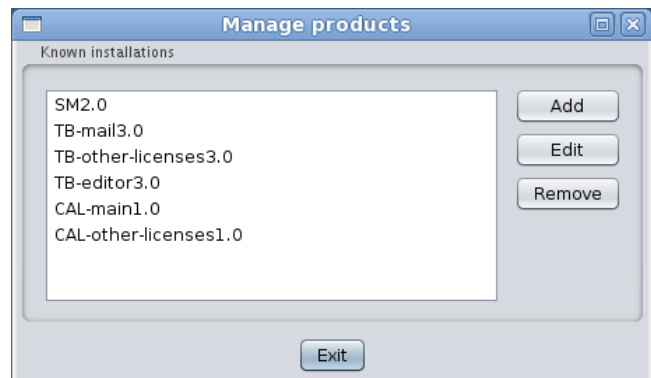 Manage products
Known installations
SM2.0
TB-mail3.0
TB-other-licenses3.0
TB-editor3.0
CAL-main1.0
CAL-other-licenses1.0
Add
Edit
Remove
Exit